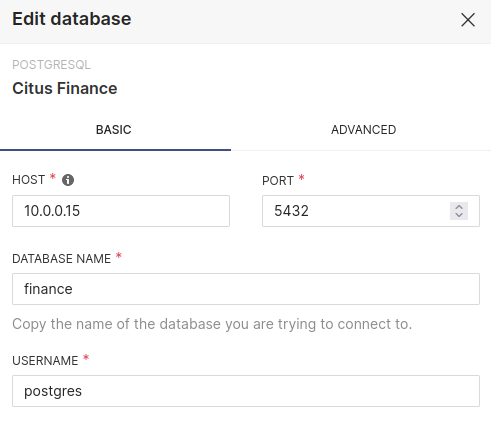 Edit database
POSTGRESQL
Citus Finance
BASIC ADVANCED
HOST * PORT *
10.0.0.15 5432
DATABASE NAME *
finance
Copy the name of the database you are trying to connect to.
USERNAME *
postgres